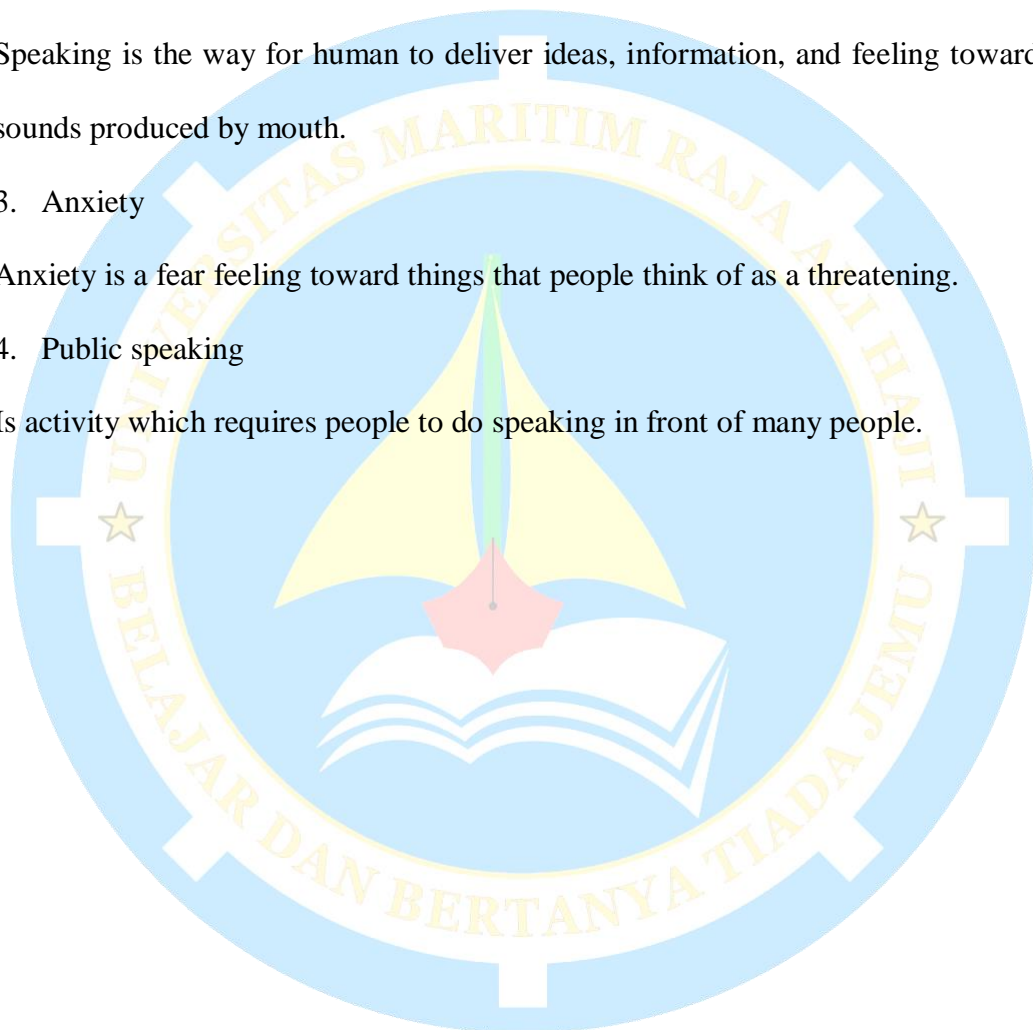 Speaking is the way for human to deliver ideas, information, and feeling toward
sounds produced by mouth.
3. Anxiety
Anxiety is a fear feeling toward things that people think of as a threatening.
4. Public speaking
Is activity which requires people to do speaking in front of many people.
UNIVERSITAS MARITIM RAJA ALI HAJI
BELAJAR DAN BERTANYA TIADA JEMU